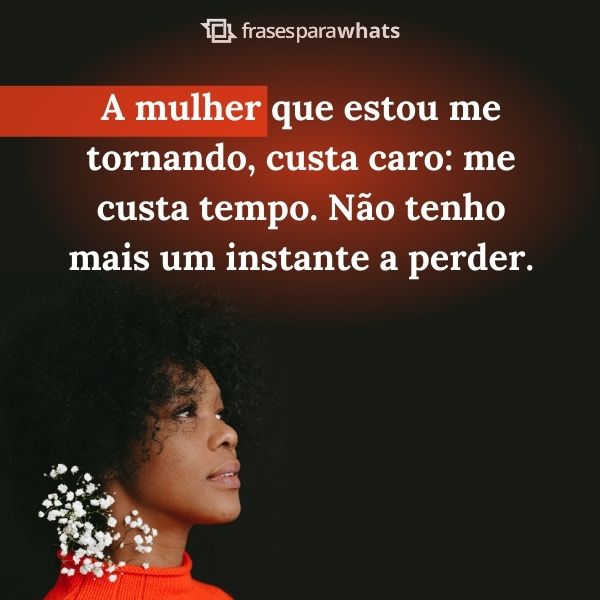 frasesparawhats
A mulher que estou me
tornando, custa caro: me
custa tempo. Não tenho
mais um instante a perder.